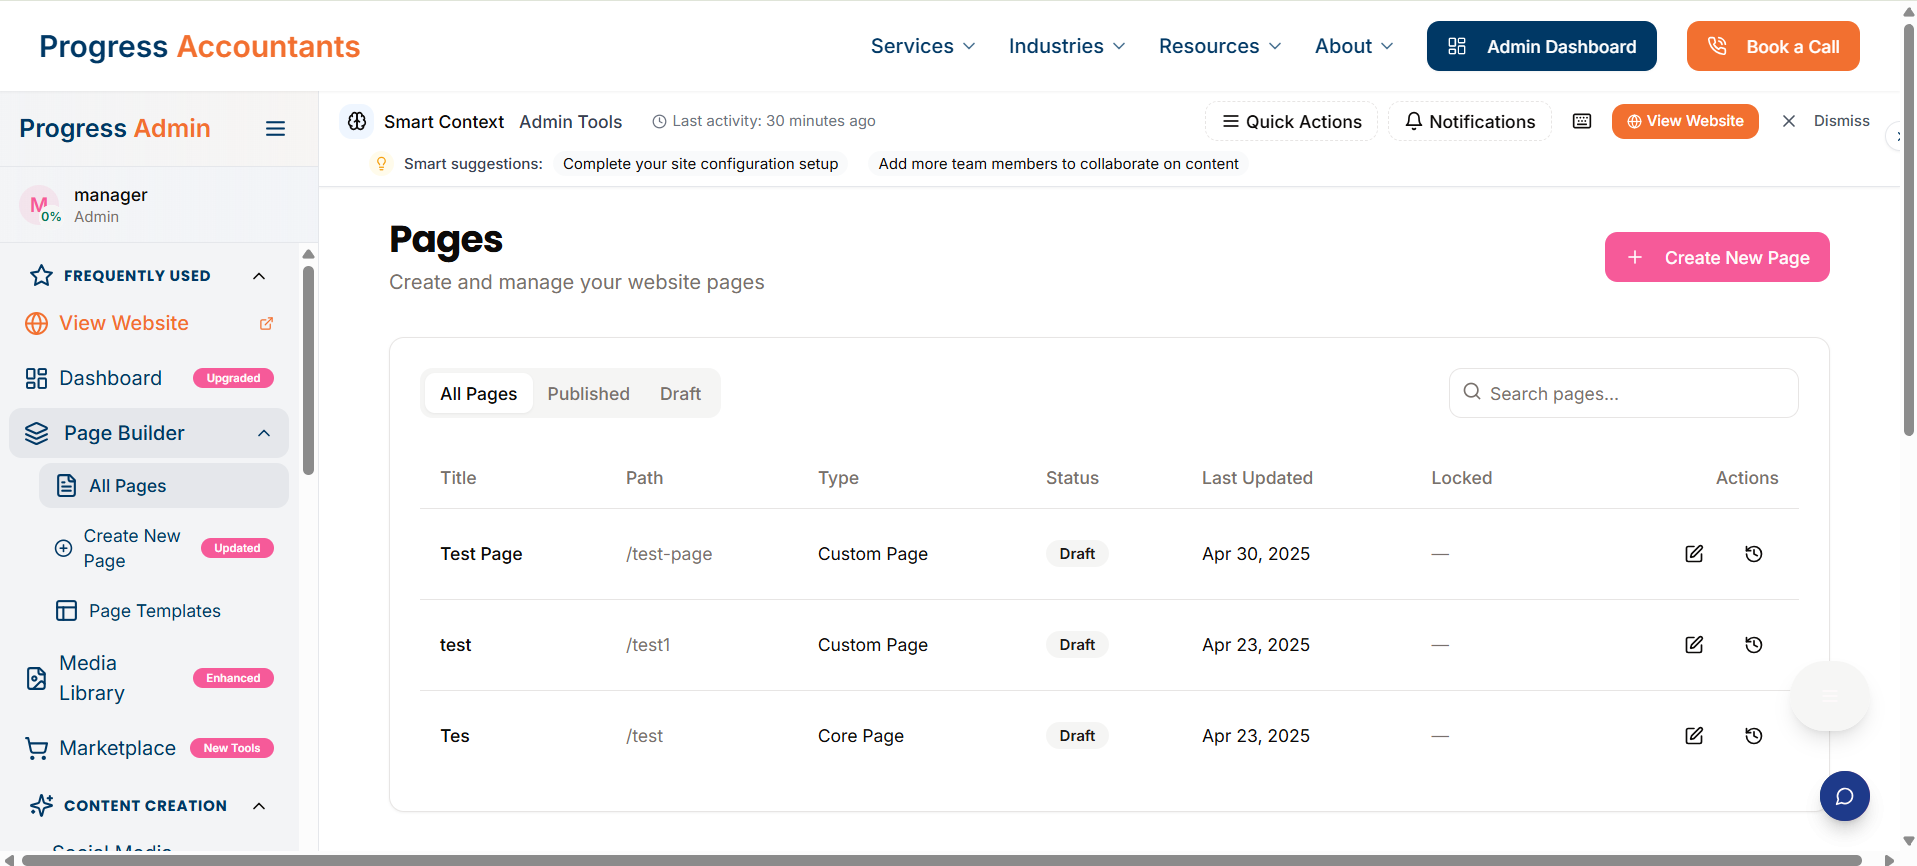 Progress Accountants
Services
Industries
Resources
About
Admin Dashboard
Book a Call
Progress Admin
Smart Context
Admin Tools
Last activity: 30 minutes ago
Quick Actions
Notifications
View Website
Dismiss
Smart suggestions:
Complete your site configuration setup
Add more team members to collaborate on content
M
0%
manager
Admin
FREQUENTLY USED
View Website
Dashboard
Upgraded
Page Builder
All Pages
Create New
Page
Updated
Page Templates
Media
Library
Enhanced
Marketplace
New Tools
CONTENT CREATION
Social Media
Pages
Create and manage your website pages
Create New Page
All Pages
Published
Draft
Search pages...
Title Path Type Status Last Updated Locked Actions
Test Page /test-page Custom Page Draft Apr 30, 2025 —
test /test1 Custom Page Draft Apr 23, 2025 —
Tes /test Core Page Draft Apr 23, 2025 —